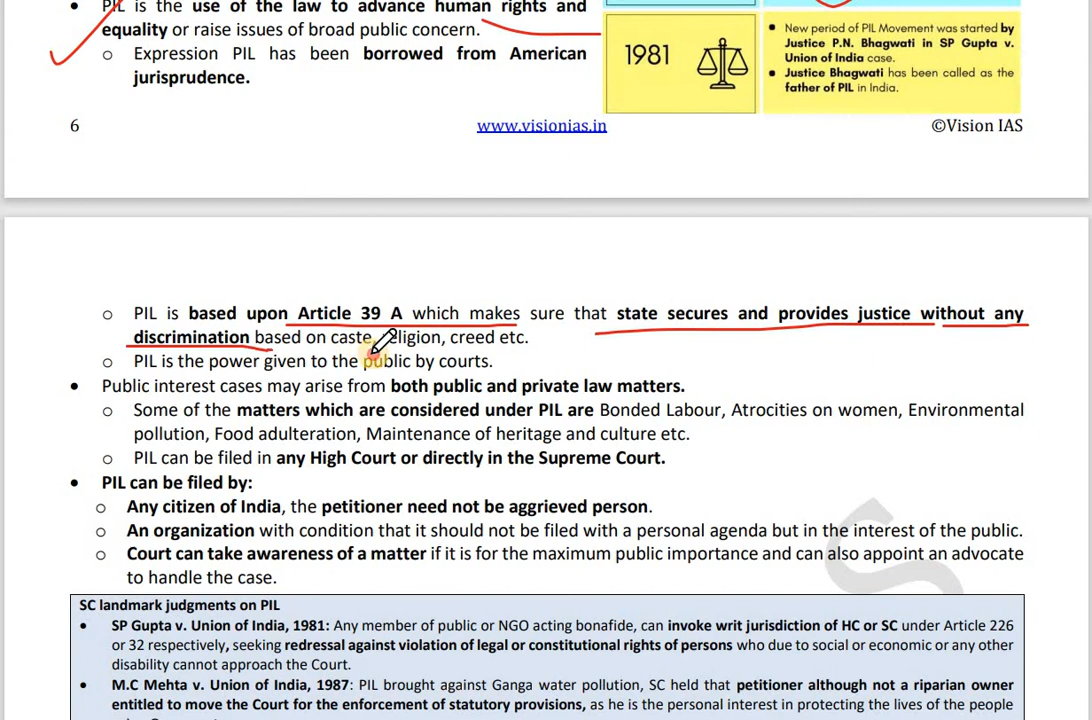 • PIL is the use of the law to advance human rights and
equality or raise issues of broad public concern.
o Expression PIL has been borrowed from American
jurisprudence.
1981
• New period of PIL Movement was started by
Justice P.N. Bhagwati in SP Gupta v.
Union of India case.
• Justice Bhagwati has been called as the
father of PIL in India.
6 www.visionias.in ©Vision IAS
o PIL is based upon Article 39 A which makes sure that state secures and provides justice without any
discrimination based on caste, religion, creed etc.
o PIL is the power given to the public by courts.
• Public interest cases may arise from both public and private law matters.
o Some of the matters which are considered under PIL are Bonded Labour, Atrocities on women, Environmental
pollution, Food adulteration, Maintenance of heritage and culture etc.
o PIL can be filed in any High Court or directly in the Supreme Court.
• PIL can be filed by:
o Any citizen of India, the petitioner need not be aggrieved person.
o An organization with condition that it should not be filed with a personal agenda but in the interest of the public.
o Court can take awareness of a matter if it is for the maximum public importance and can also appoint an advocate
to handle the case.
SC landmark judgments on PIL
• SP Gupta v. Union of India, 1981: Any member of public or NGO acting bonafide, can invoke writ jurisdiction of HC or SC under Article 226
or 32 respectively, seeking redressal against violation of legal or constitutional rights of persons who due to social or economic or any other
disability cannot approach the Court.
• M.C Mehta v. Union of India, 1987: PIL brought against Ganga water pollution, SC held that petitioner although not a riparian owner
entitled to move the Court for the enforcement of statutory provisions, as he is the personal interest in protecting the lives of the people